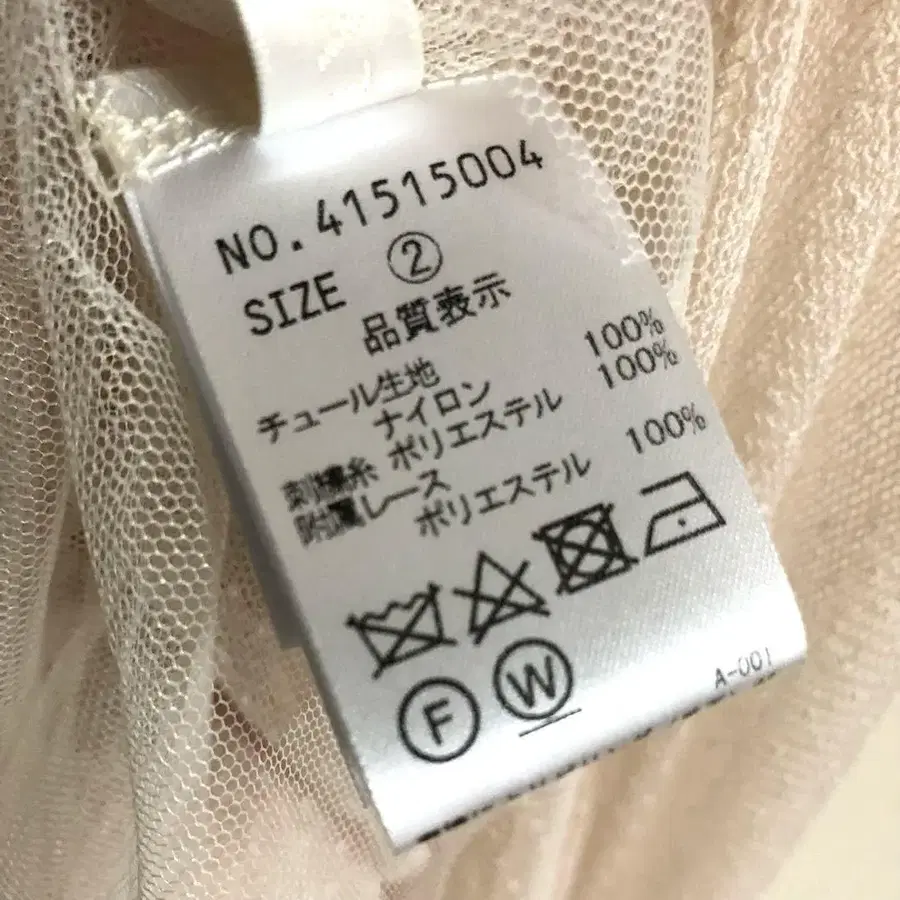 NO.41515004
SIZE ②
品質表示
チュール生地
ナイロン 100%
刺繍糸 ポリエステル 100%
附属レース
ポリエステル 100%
F W
A-001